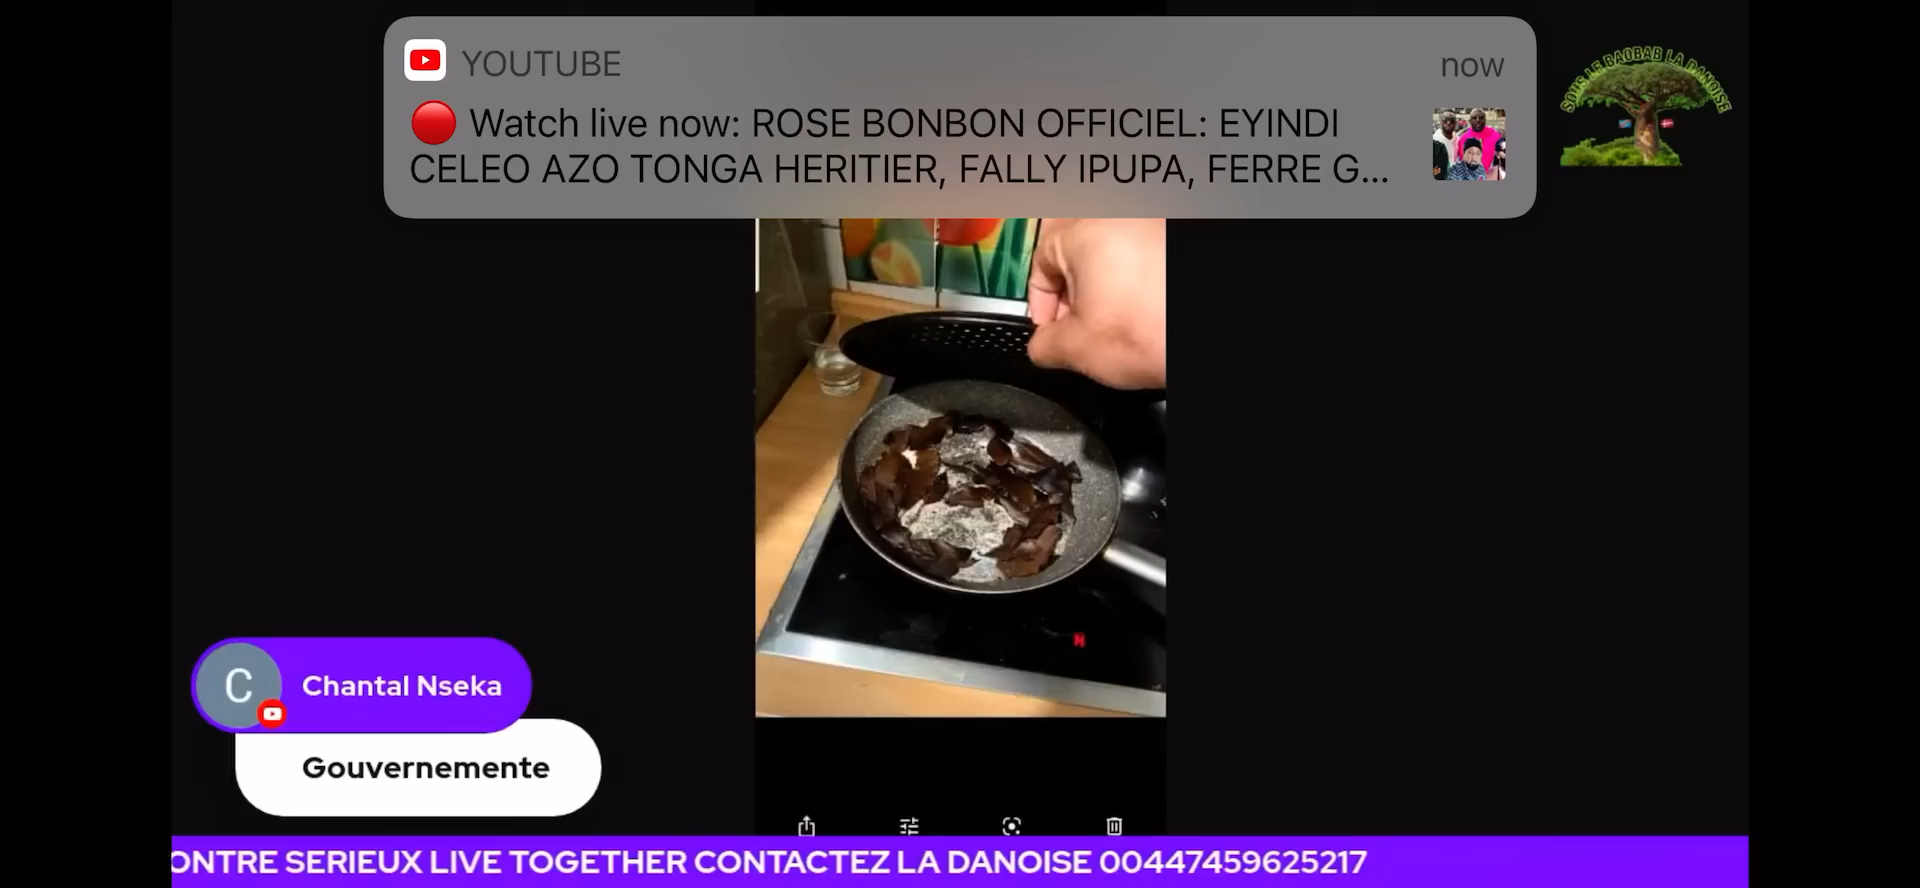 YOUTUBE
now
🔴 Watch live now: ROSE BONBON OFFICIEL: EYINDI
CELEO AZO TONGA HERITIER, FALLY IPUPA, FERRE G...
SOUS LE BAOBAB LA DANOISE
C
Chantal Nseka
Gouvernemente
ONTRE SERIEUX LIVE TOGETHER CONTACTEZ LA DANOISE 00447459625217